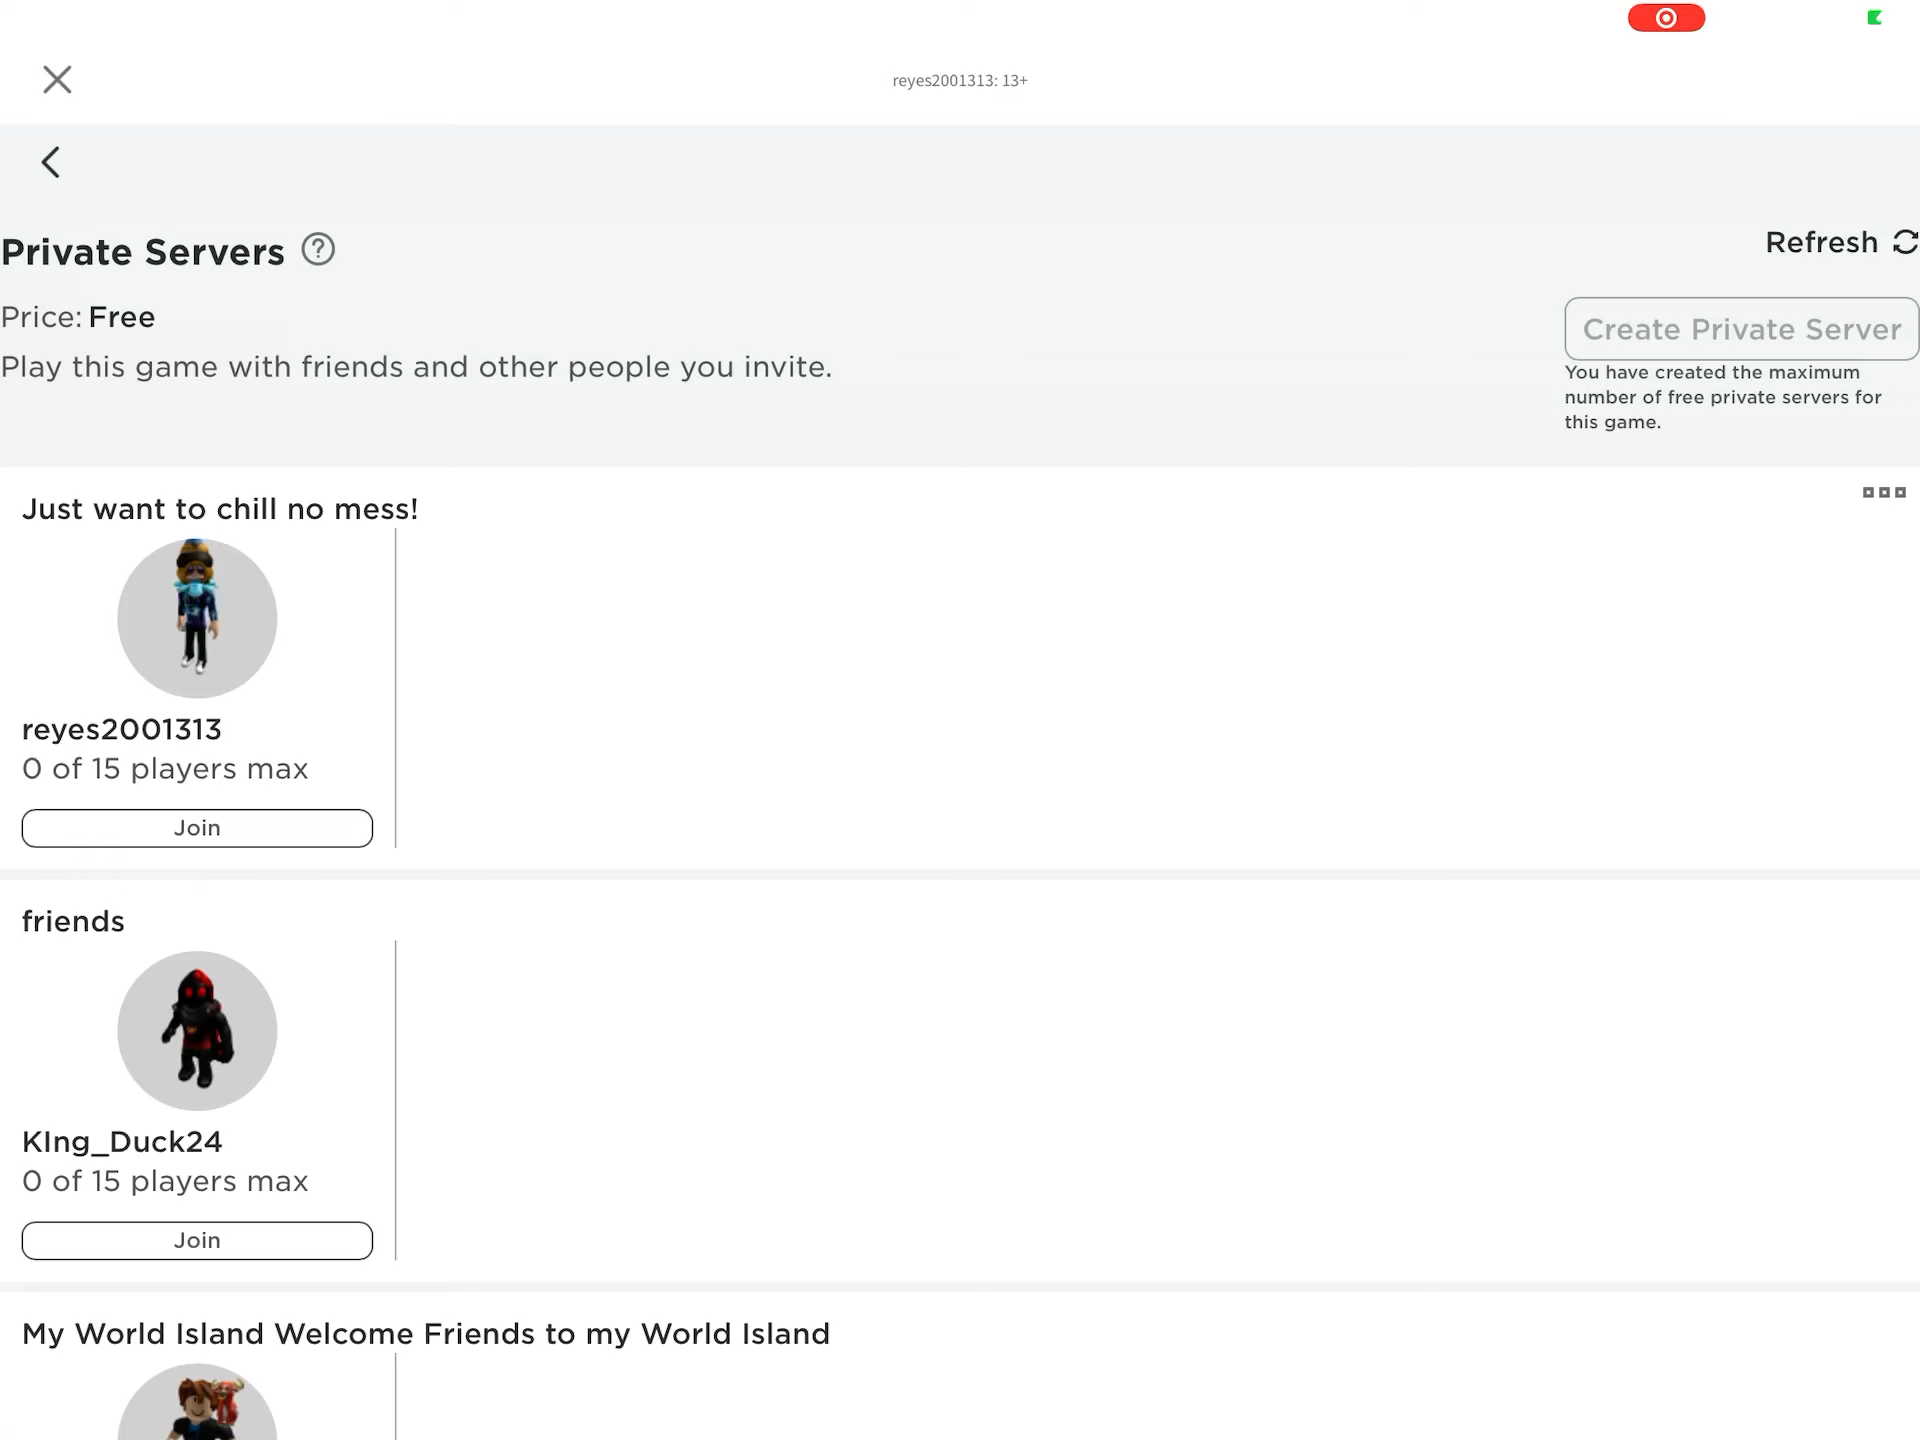 reyes2001313: 13+
Private Servers
Refresh
Price: Free
Create Private Server
Play this game with friends and other people you invite.
You have created the maximum
number of free private servers for
this game.
Just want to chill no mess!
reyes2001313
0 of 15 players max
Join
friends
KIng_Duck24
0 of 15 players max
Join
My World Island Welcome Friends to my World Island